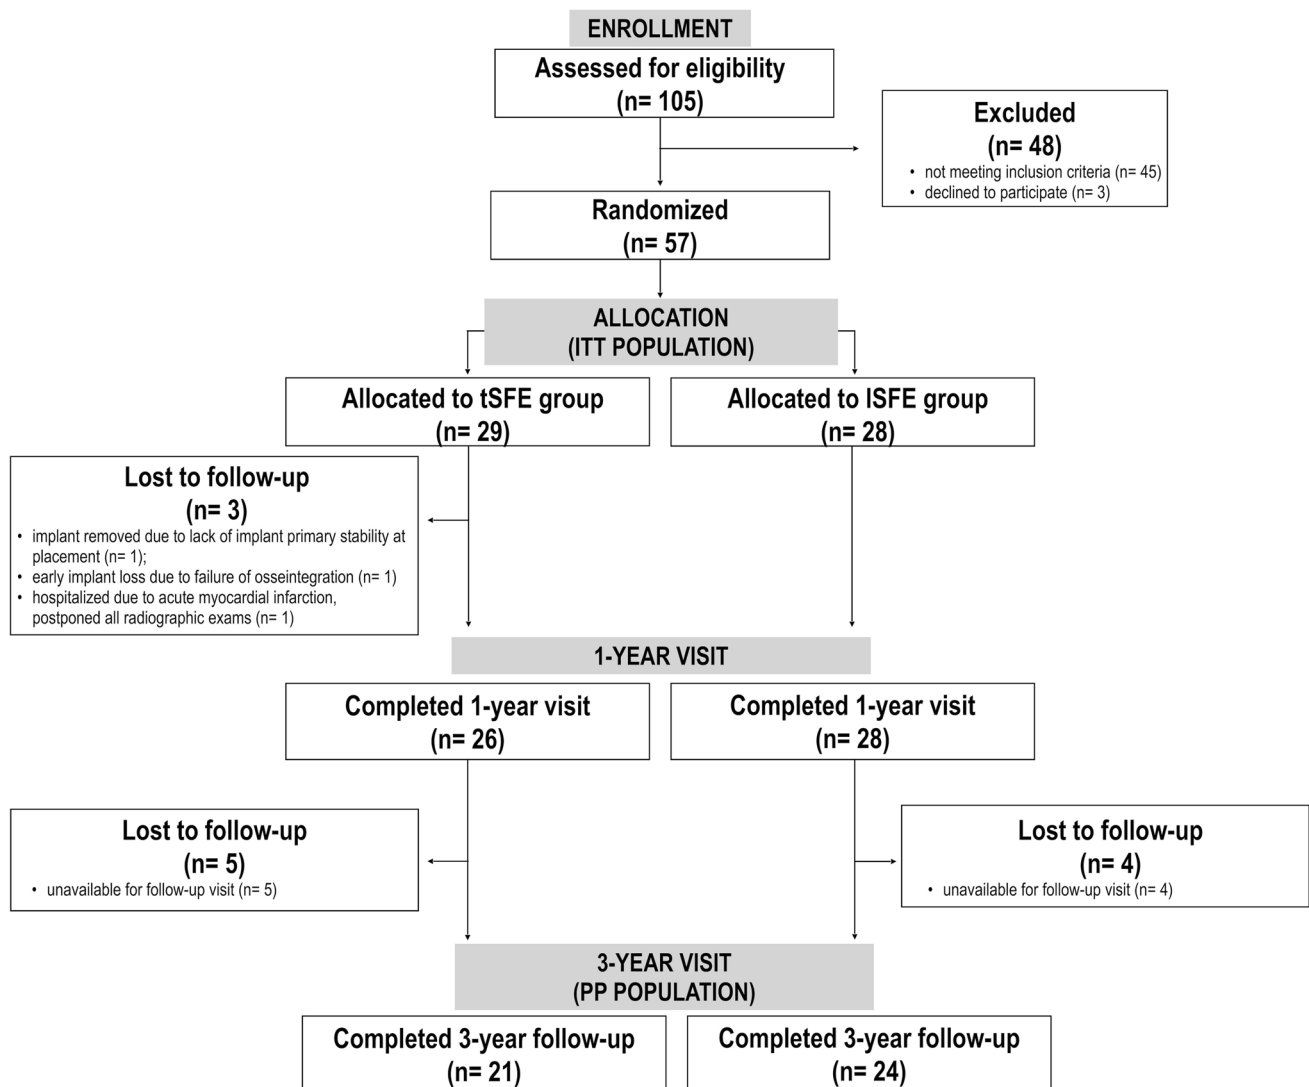 ENROLLMENT
Assessed for eligibility
(n= 105)
Excluded
(n= 48)
• not meeting inclusion criteria (n= 45)
• declined to participate (n= 3)
Randomized
(n= 57)
ALLOCATION
(ITT POPULATION)
Allocated to tSFE group
(n= 29)
Allocated to lSFE group
(n= 28)
Lost to follow-up
(n= 3)
• implant removed due to lack of implant primary stability at
placement (n= 1);
• early implant loss due to failure of osseintegration (n= 1)
• hospitalized due to acute myocardial infarction,
postponed all radiographic exams (n= 1)
1-YEAR VISIT
Completed 1-year visit
(n= 26)
Completed 1-year visit
(n= 28)
Lost to follow-up
(n= 5)
• unavailable for follow-up visit (n= 5)
Lost to follow-up
(n= 4)
• unavailable for follow-up visit (n= 4)
3-YEAR VISIT
(PP POPULATION)
Completed 3-year follow-up
(n= 21)
Completed 3-year follow-up
(n= 24)